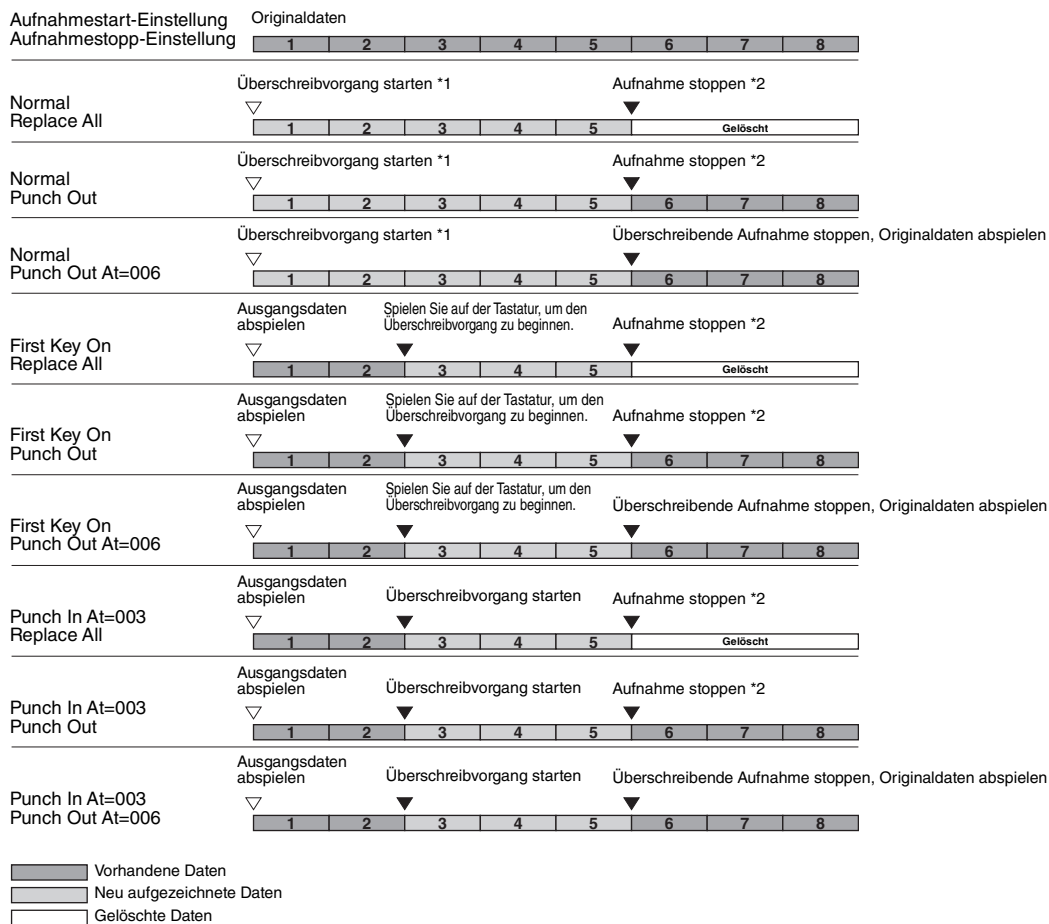 Aufnahmestart-Einstellung
Aufnahmestopp-Einstellung
Originaldaten
1 2 3 4 5 6 7 8
Normal
Replace All
Überschreibvorgang starten *1
Aufnahme stoppen *2
1 2 3 4 5 Gelöscht
Normal
Punch Out
Überschreibvorgang starten *1
Aufnahme stoppen *2
1 2 3 4 5 6 7 8
Normal
Punch Out At=006
Überschreibvorgang starten *1
Überschreibende Aufnahme stoppen, Originaldaten abspielen
1 2 3 4 5 6 7 8
First Key On
Replace All
Ausgangsdaten
abspielen
Spielen Sie auf der Tastatur, um den
Überschreibvorgang zu beginnen.
Aufnahme stoppen *2
1 2 3 4 5 Gelöscht
First Key On
Punch Out
Ausgangsdaten
abspielen
Spielen Sie auf der Tastatur, um den
Überschreibvorgang zu beginnen.
Aufnahme stoppen *2
1 2 3 4 5 6 7 8
First Key On
Punch Out At=006
Ausgangsdaten
abspielen
Spielen Sie auf der Tastatur, um den
Überschreibvorgang zu beginnen.
Überschreibende Aufnahme stoppen, Originaldaten abspielen
1 2 3 4 5 6 7 8
Punch In At=003
Replace All
Ausgangsdaten
abspielen
Überschreibvorgang starten
Aufnahme stoppen *2
1 2 3 4 5 Gelöscht
Punch In At=003
Punch Out
Ausgangsdaten
abspielen
Überschreibvorgang starten
Aufnahme stoppen *2
1 2 3 4 5 6 7 8
Punch In At=003
Punch Out At=006
Ausgangsdaten
abspielen
Überschreibvorgang starten
Überschreibende Aufnahme stoppen, Originaldaten abspielen
1 2 3 4 5 6 7 8
Vorhandene Daten
Neu aufgezeichnete Daten
Gelöschte Daten